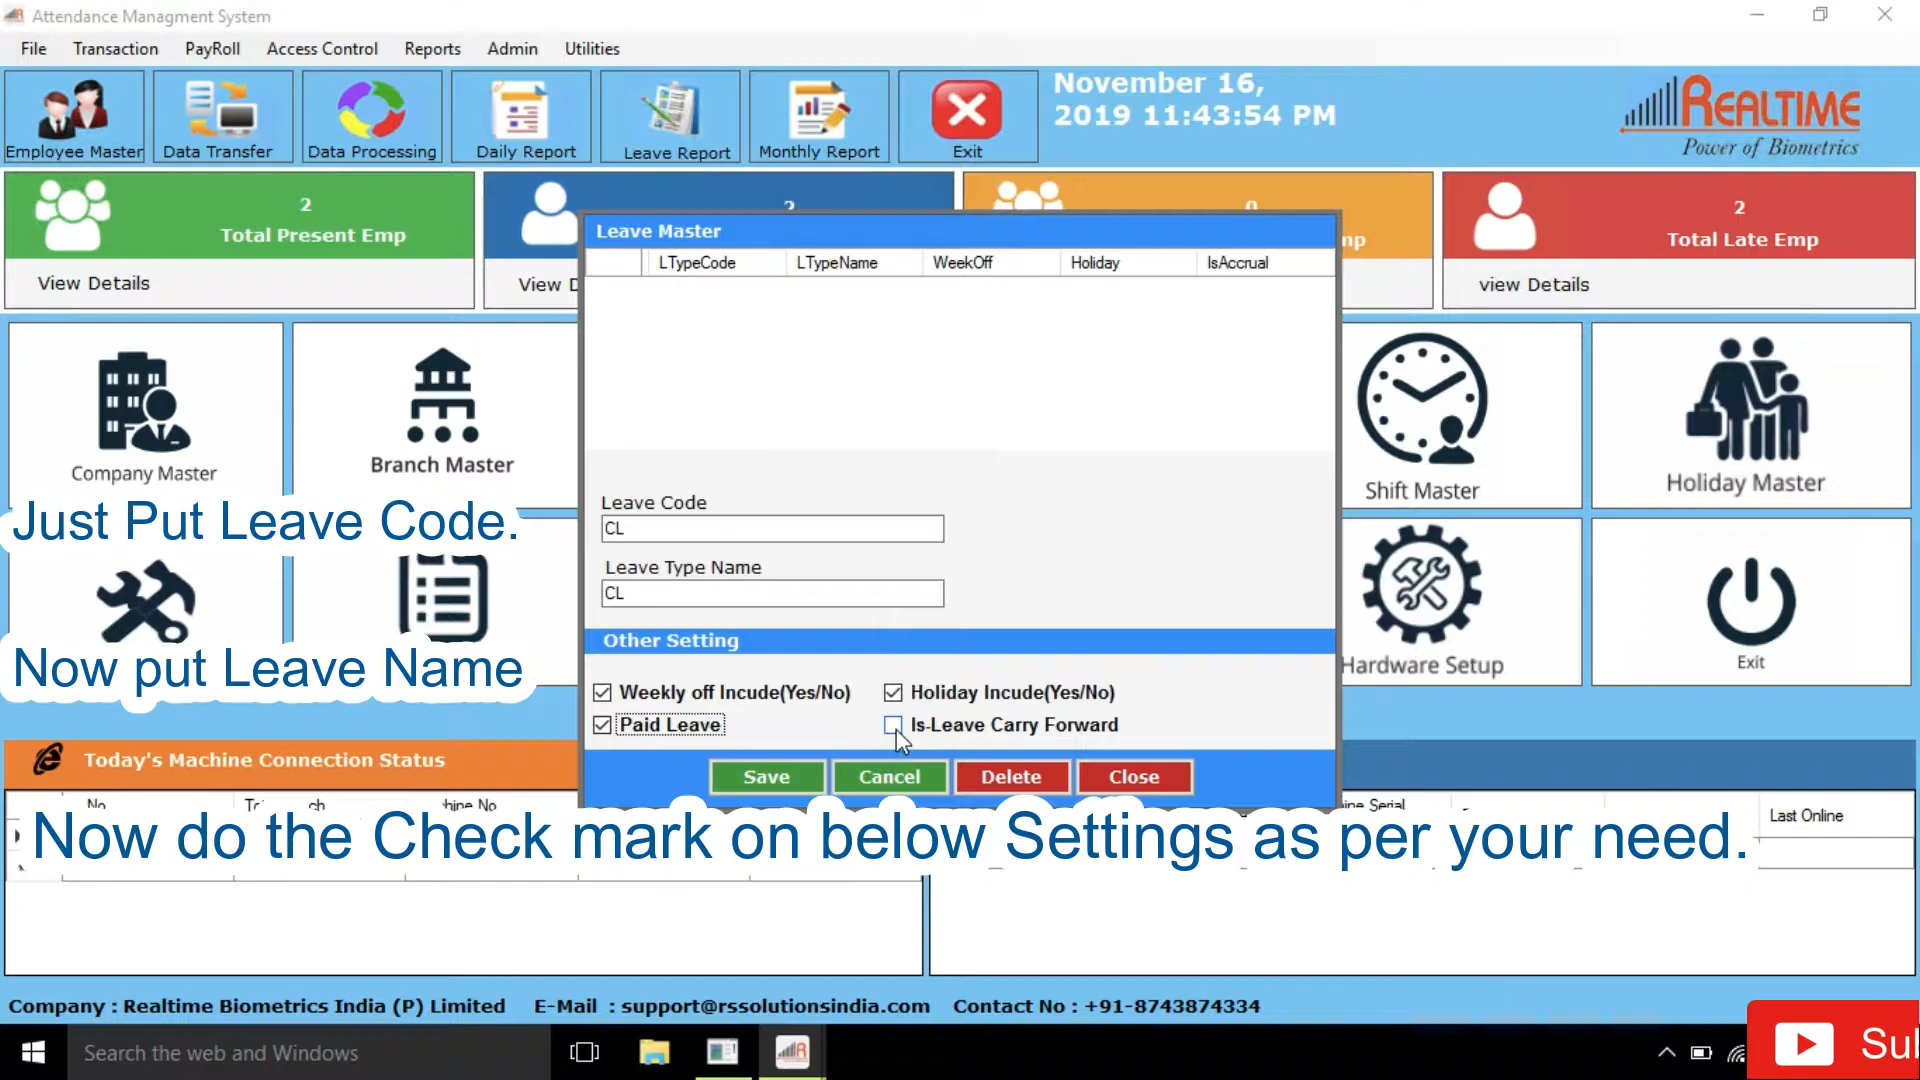 Attendance Managment System
File Transaction PayRoll Access Control Reports Admin Utilities
Employee Master Data Transfer Data Processing Daily Report Leave Report Monthly Report Exit
November 16,
2019 11:43:54 PM
REALTIME
Power of Biometrics
2
Total Present Emp
View Details
2
View D
0
mp
2
Total Late Emp
view Details
Leave Master
LTypeCode LTypeName WeekOff Holiday IsAccrual
Leave Code
CL
Leave Type Name
CL
Other Setting
Weekly off Incude(Yes/No) Holiday Incude(Yes/No)
Paid Leave Is-Leave Carry Forward
Save Cancel Delete Close
Company Master
Branch Master
Shift Master
Holiday Master
Hardware Setup
Exit
Just Put Leave Code.
Now put Leave Name
Today's Machine Connection Status
No
Last Online
Now do the Check mark on below Settings as per your need.
Company : Realtime Biometrics India (P) Limited E-Mail : support@rssolutionsindia.com Contact No : +91-8743874334
Search the web and Windows
Sul